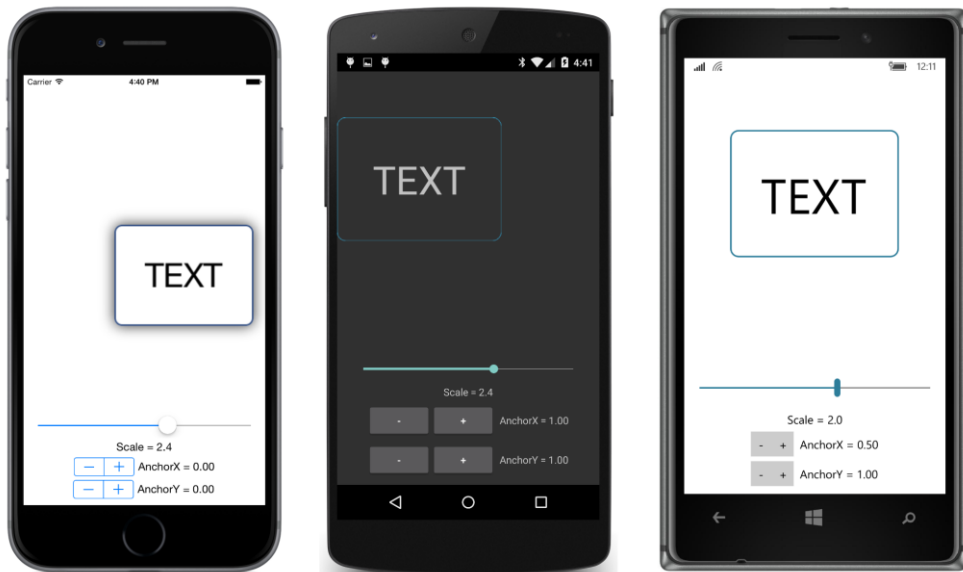 Carrier 4:40 PM
TEXT
Scale = 2.4
− + AnchorX = 0.00
− + AnchorY = 0.00
4:41
TEXT
Scale = 2.4
- + AnchorX = 1.00
- + AnchorY = 1.00
12:11
TEXT
Scale = 2.0
- + AnchorX = 0.50
- + AnchorY = 1.00